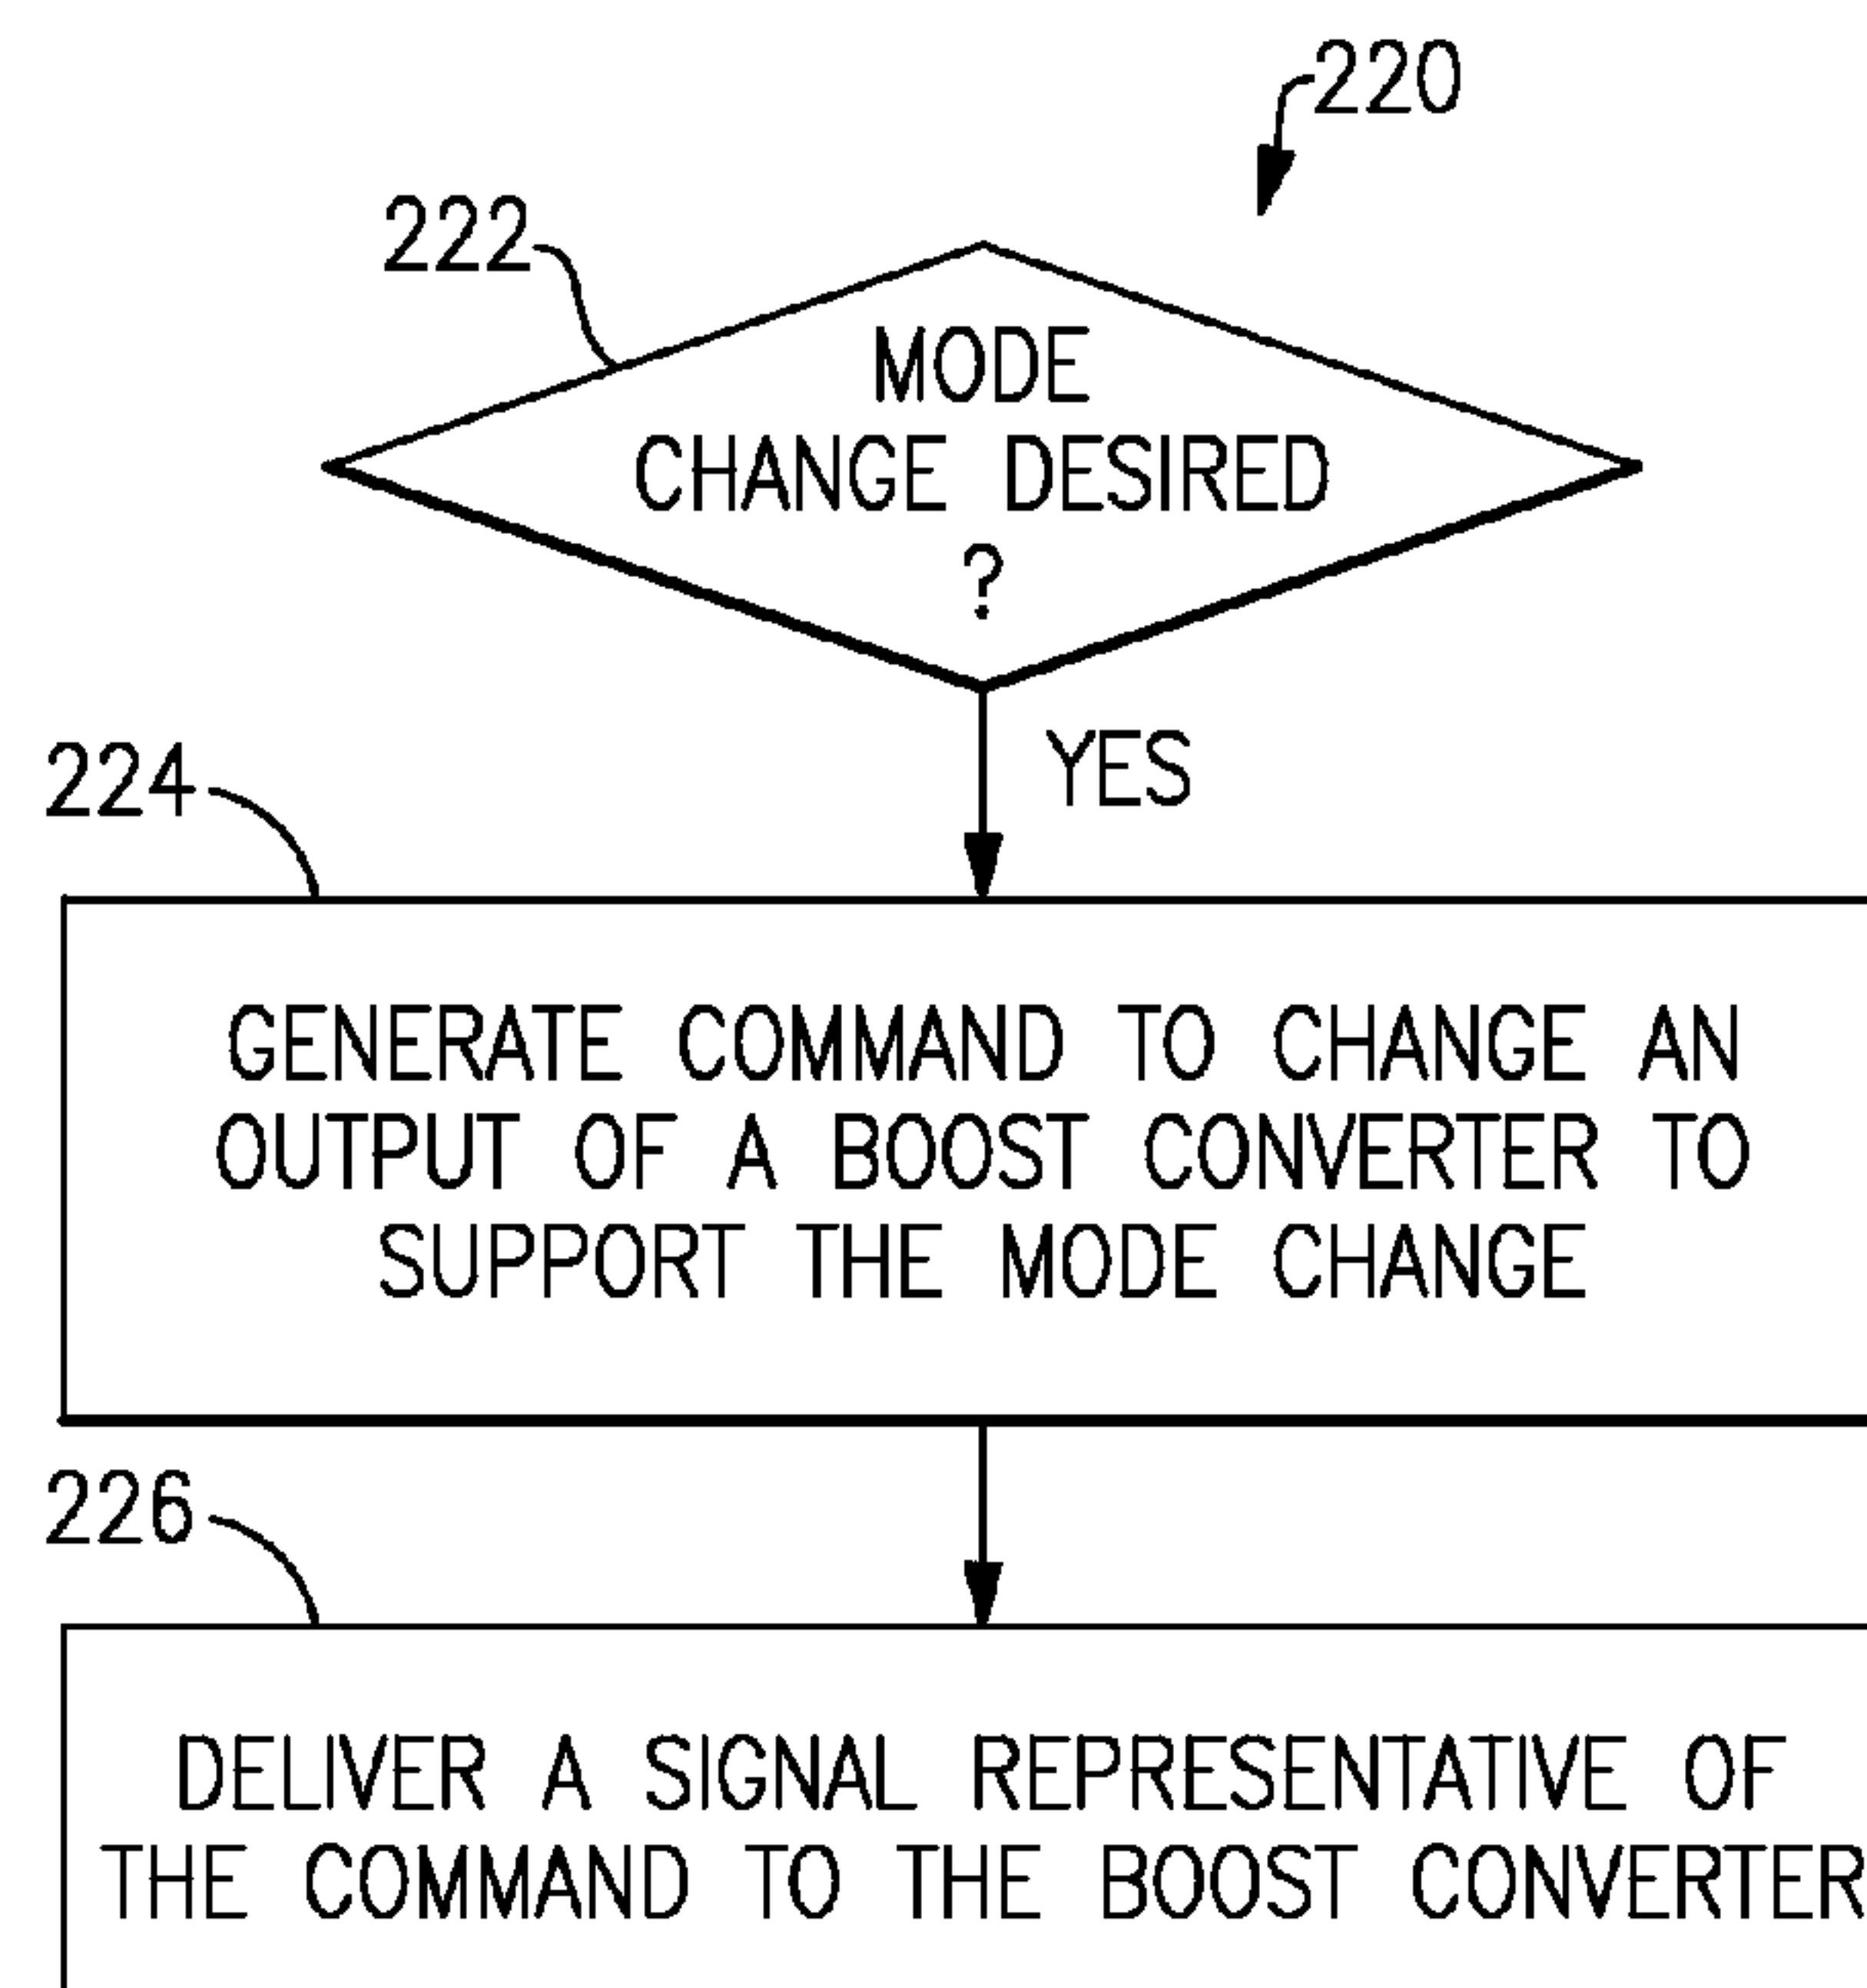 220
222
MODE
CHANGE DESIRED
?
YES
224
GENERATE COMMAND TO CHANGE AN
OUTPUT OF A BOOST CONVERTER TO
SUPPORT THE MODE CHANGE
226
DELIVER A SIGNAL REPRESENTATIVE OF
THE COMMAND TO THE BOOST CONVERTER